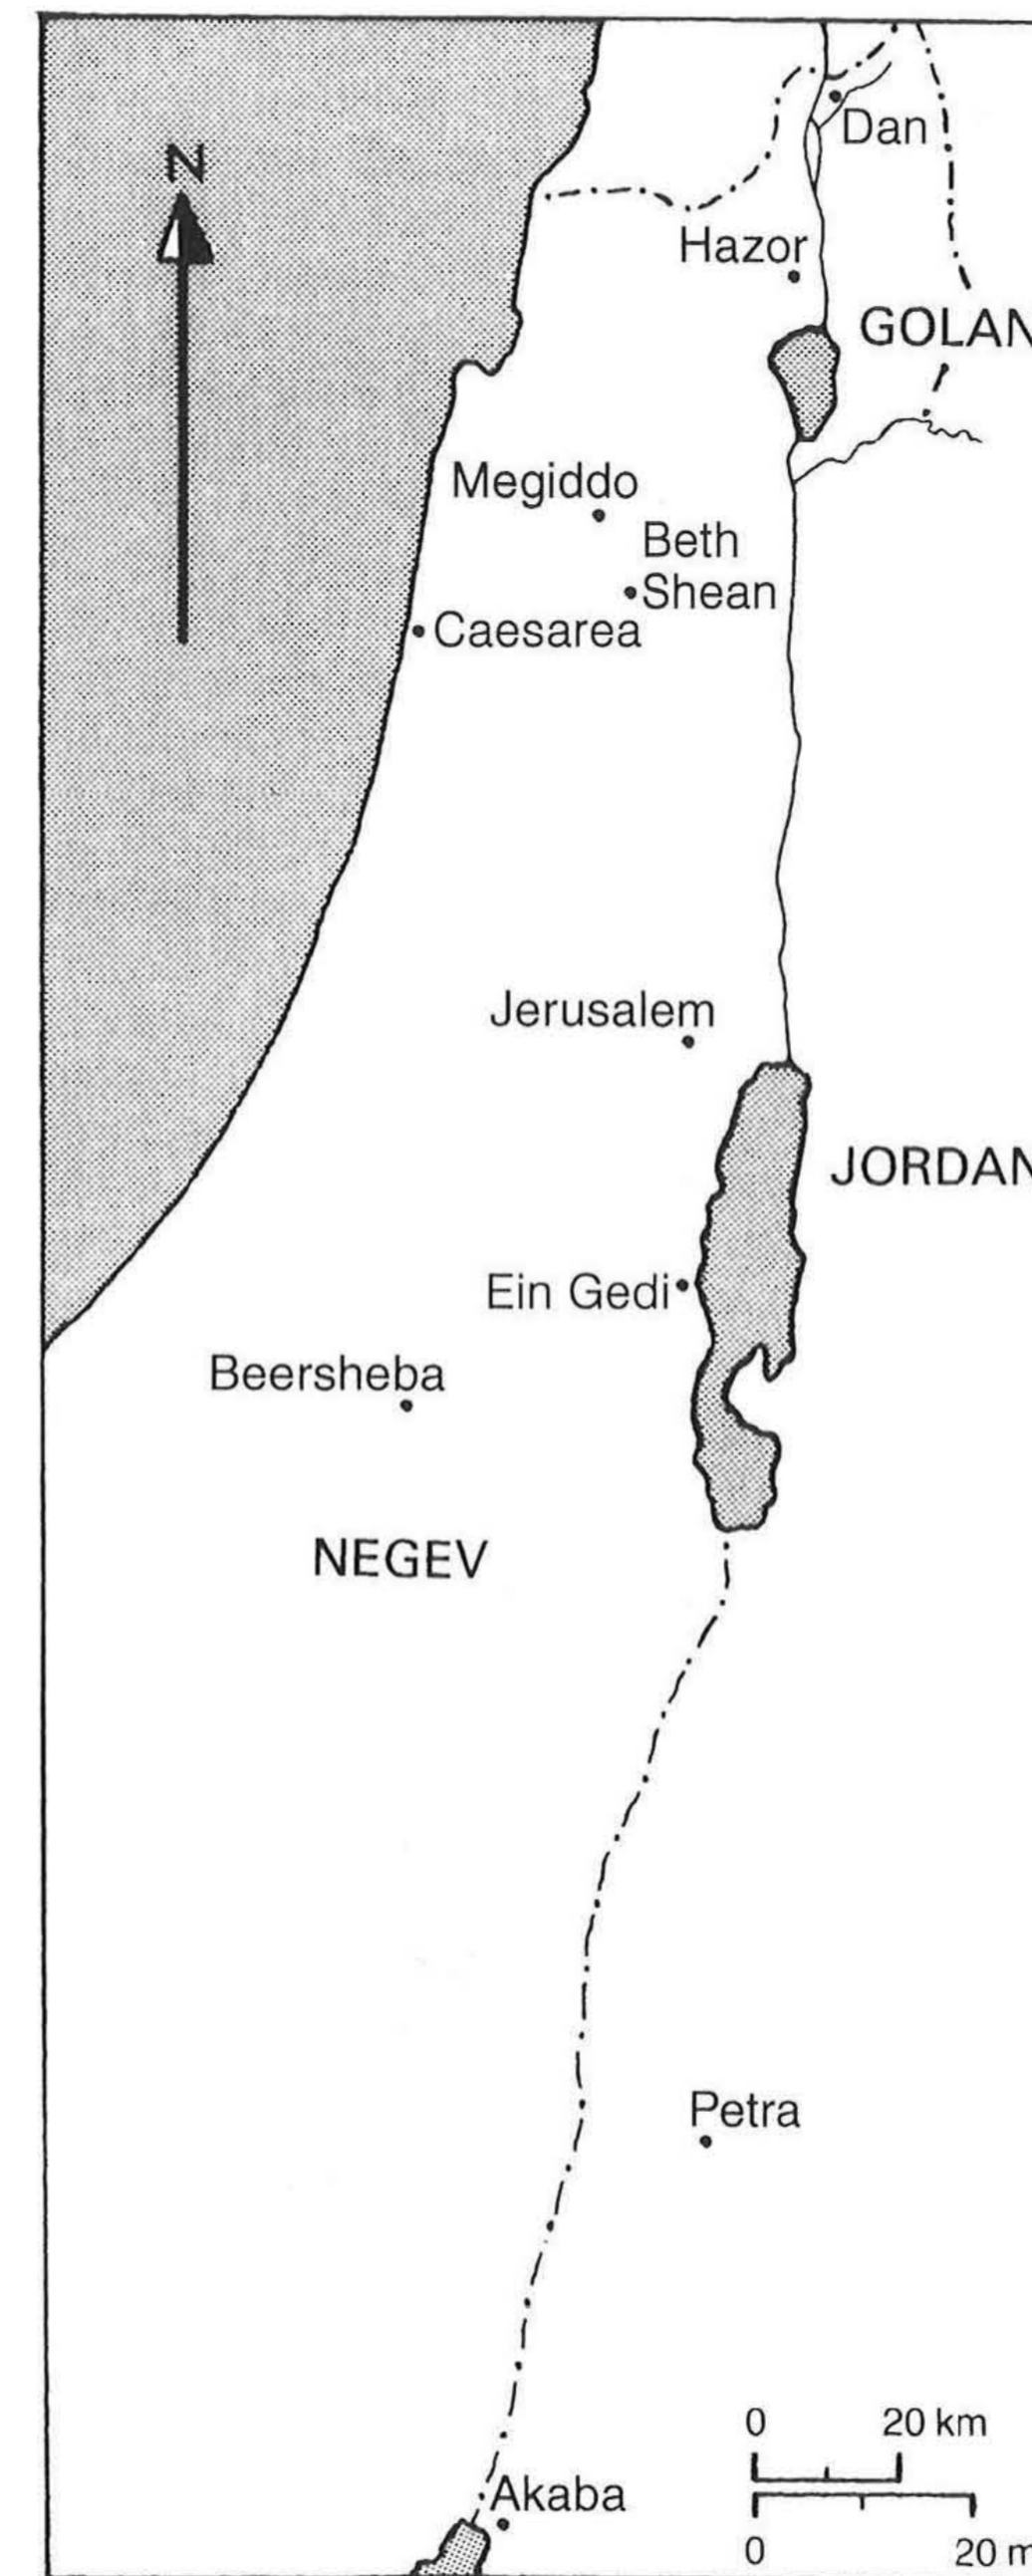 N
Dan
Hazor
GOLAN
Megiddo
Beth
Shean
Caesarea
Jerusalem
JORDAN
Ein Gedi
Beersheba
NEGEV
Petra
0 20 km
Akaba
0 20 m